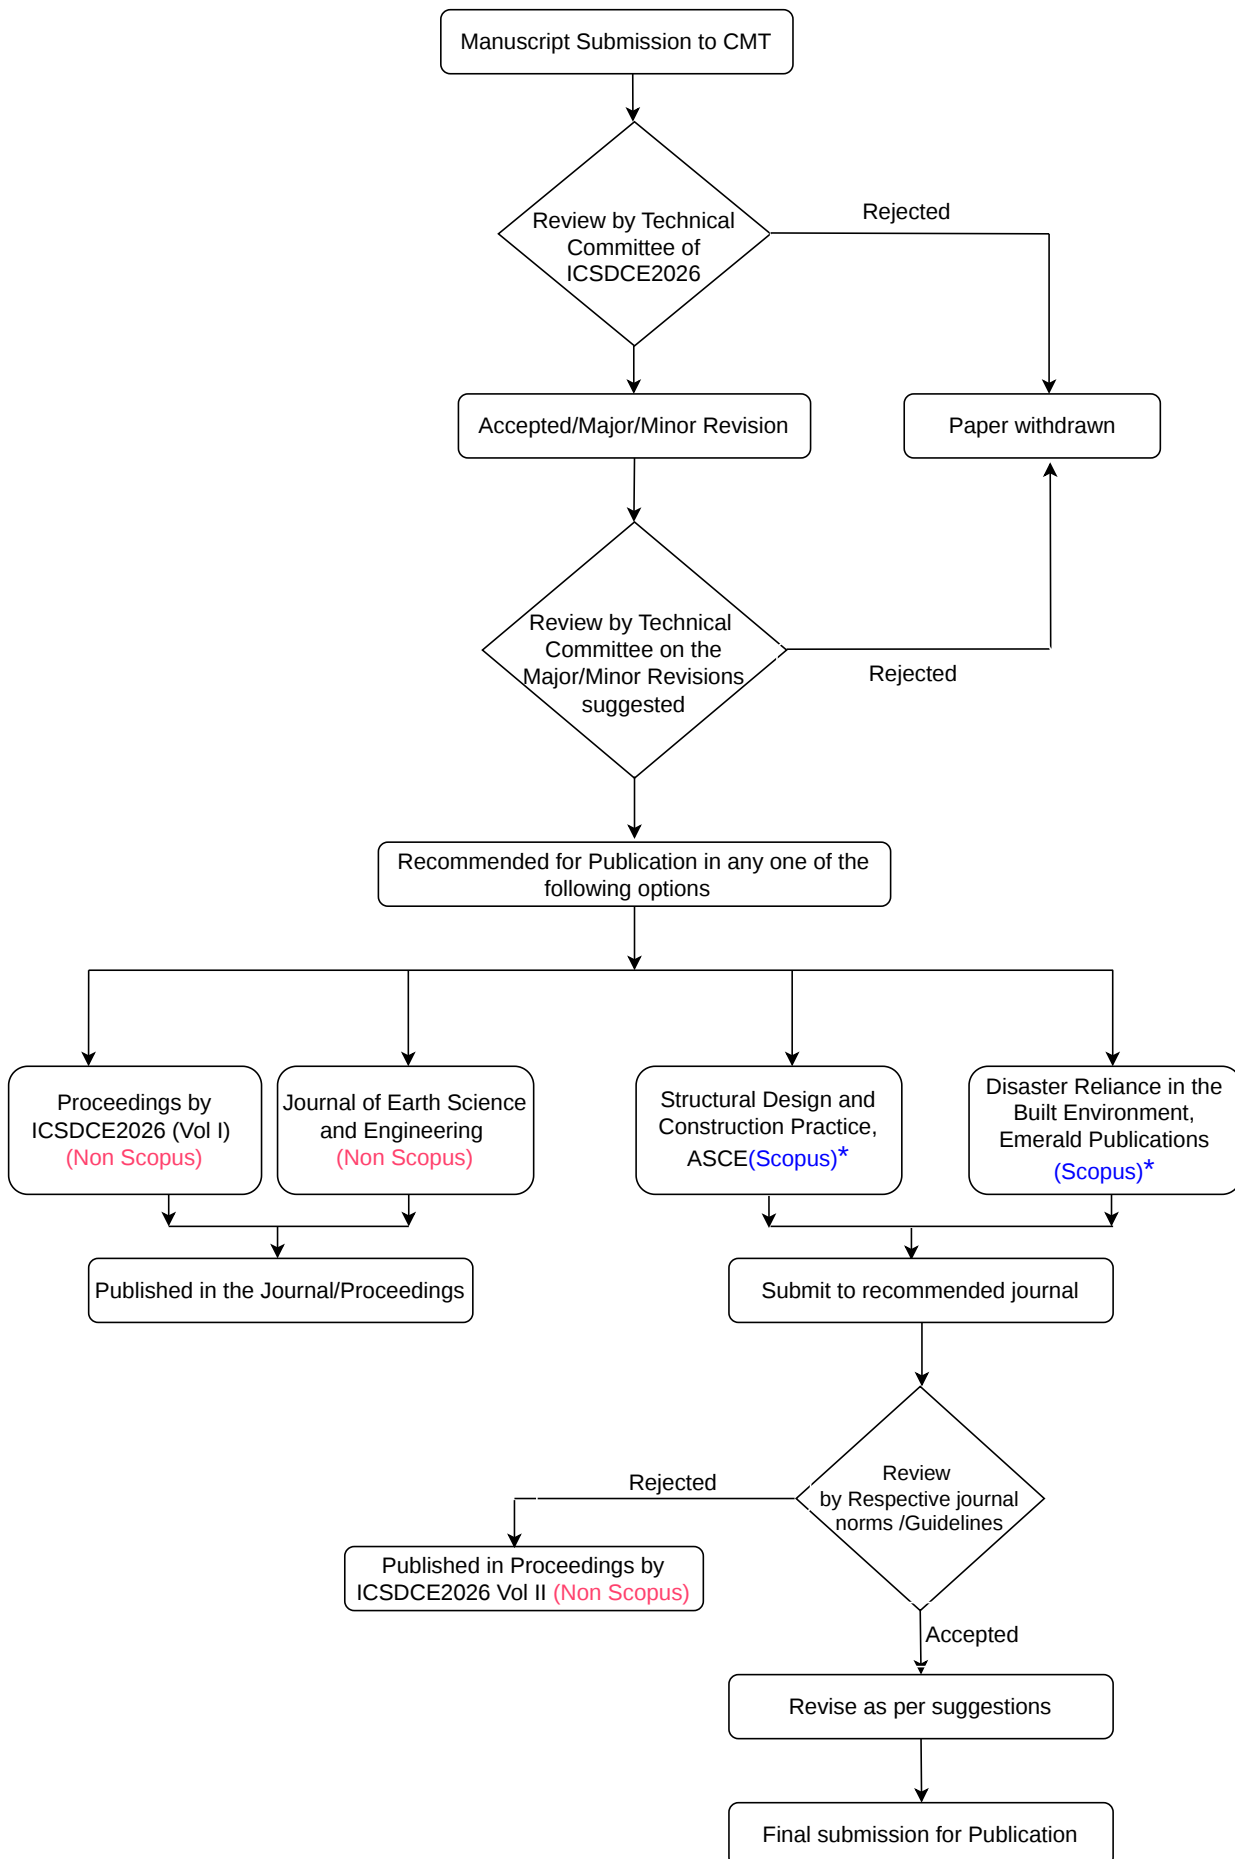 Manuscript Submission to CMT
Review by Technical
Committee of
ICSDCE2026
Rejected
Accepted/Major/Minor Revision
Paper withdrawn
Review by Technical
Committee on the
Major/Minor Revisions
suggested
Rejected
Recommended for Publication in any one of the
following options
Proceedings by
ICSDCE2026 (Vol I)
(Non Scopus)
Journal of Earth Science
and Engineering
(Non Scopus)
Structural Design and
Construction Practice,
ASCE(Scopus)*
Disaster Reliance in the
Built Environment,
Emerald Publications
(Scopus)*
Published in the Journal/Proceedings
Submit to recommended journal
Rejected
Review
by Respective journal
norms /Guidelines
Published in Proceedings by
ICSDCE2026 Vol II (Non Scopus)
Accepted
Revise as per suggestions
Final submission for Publication